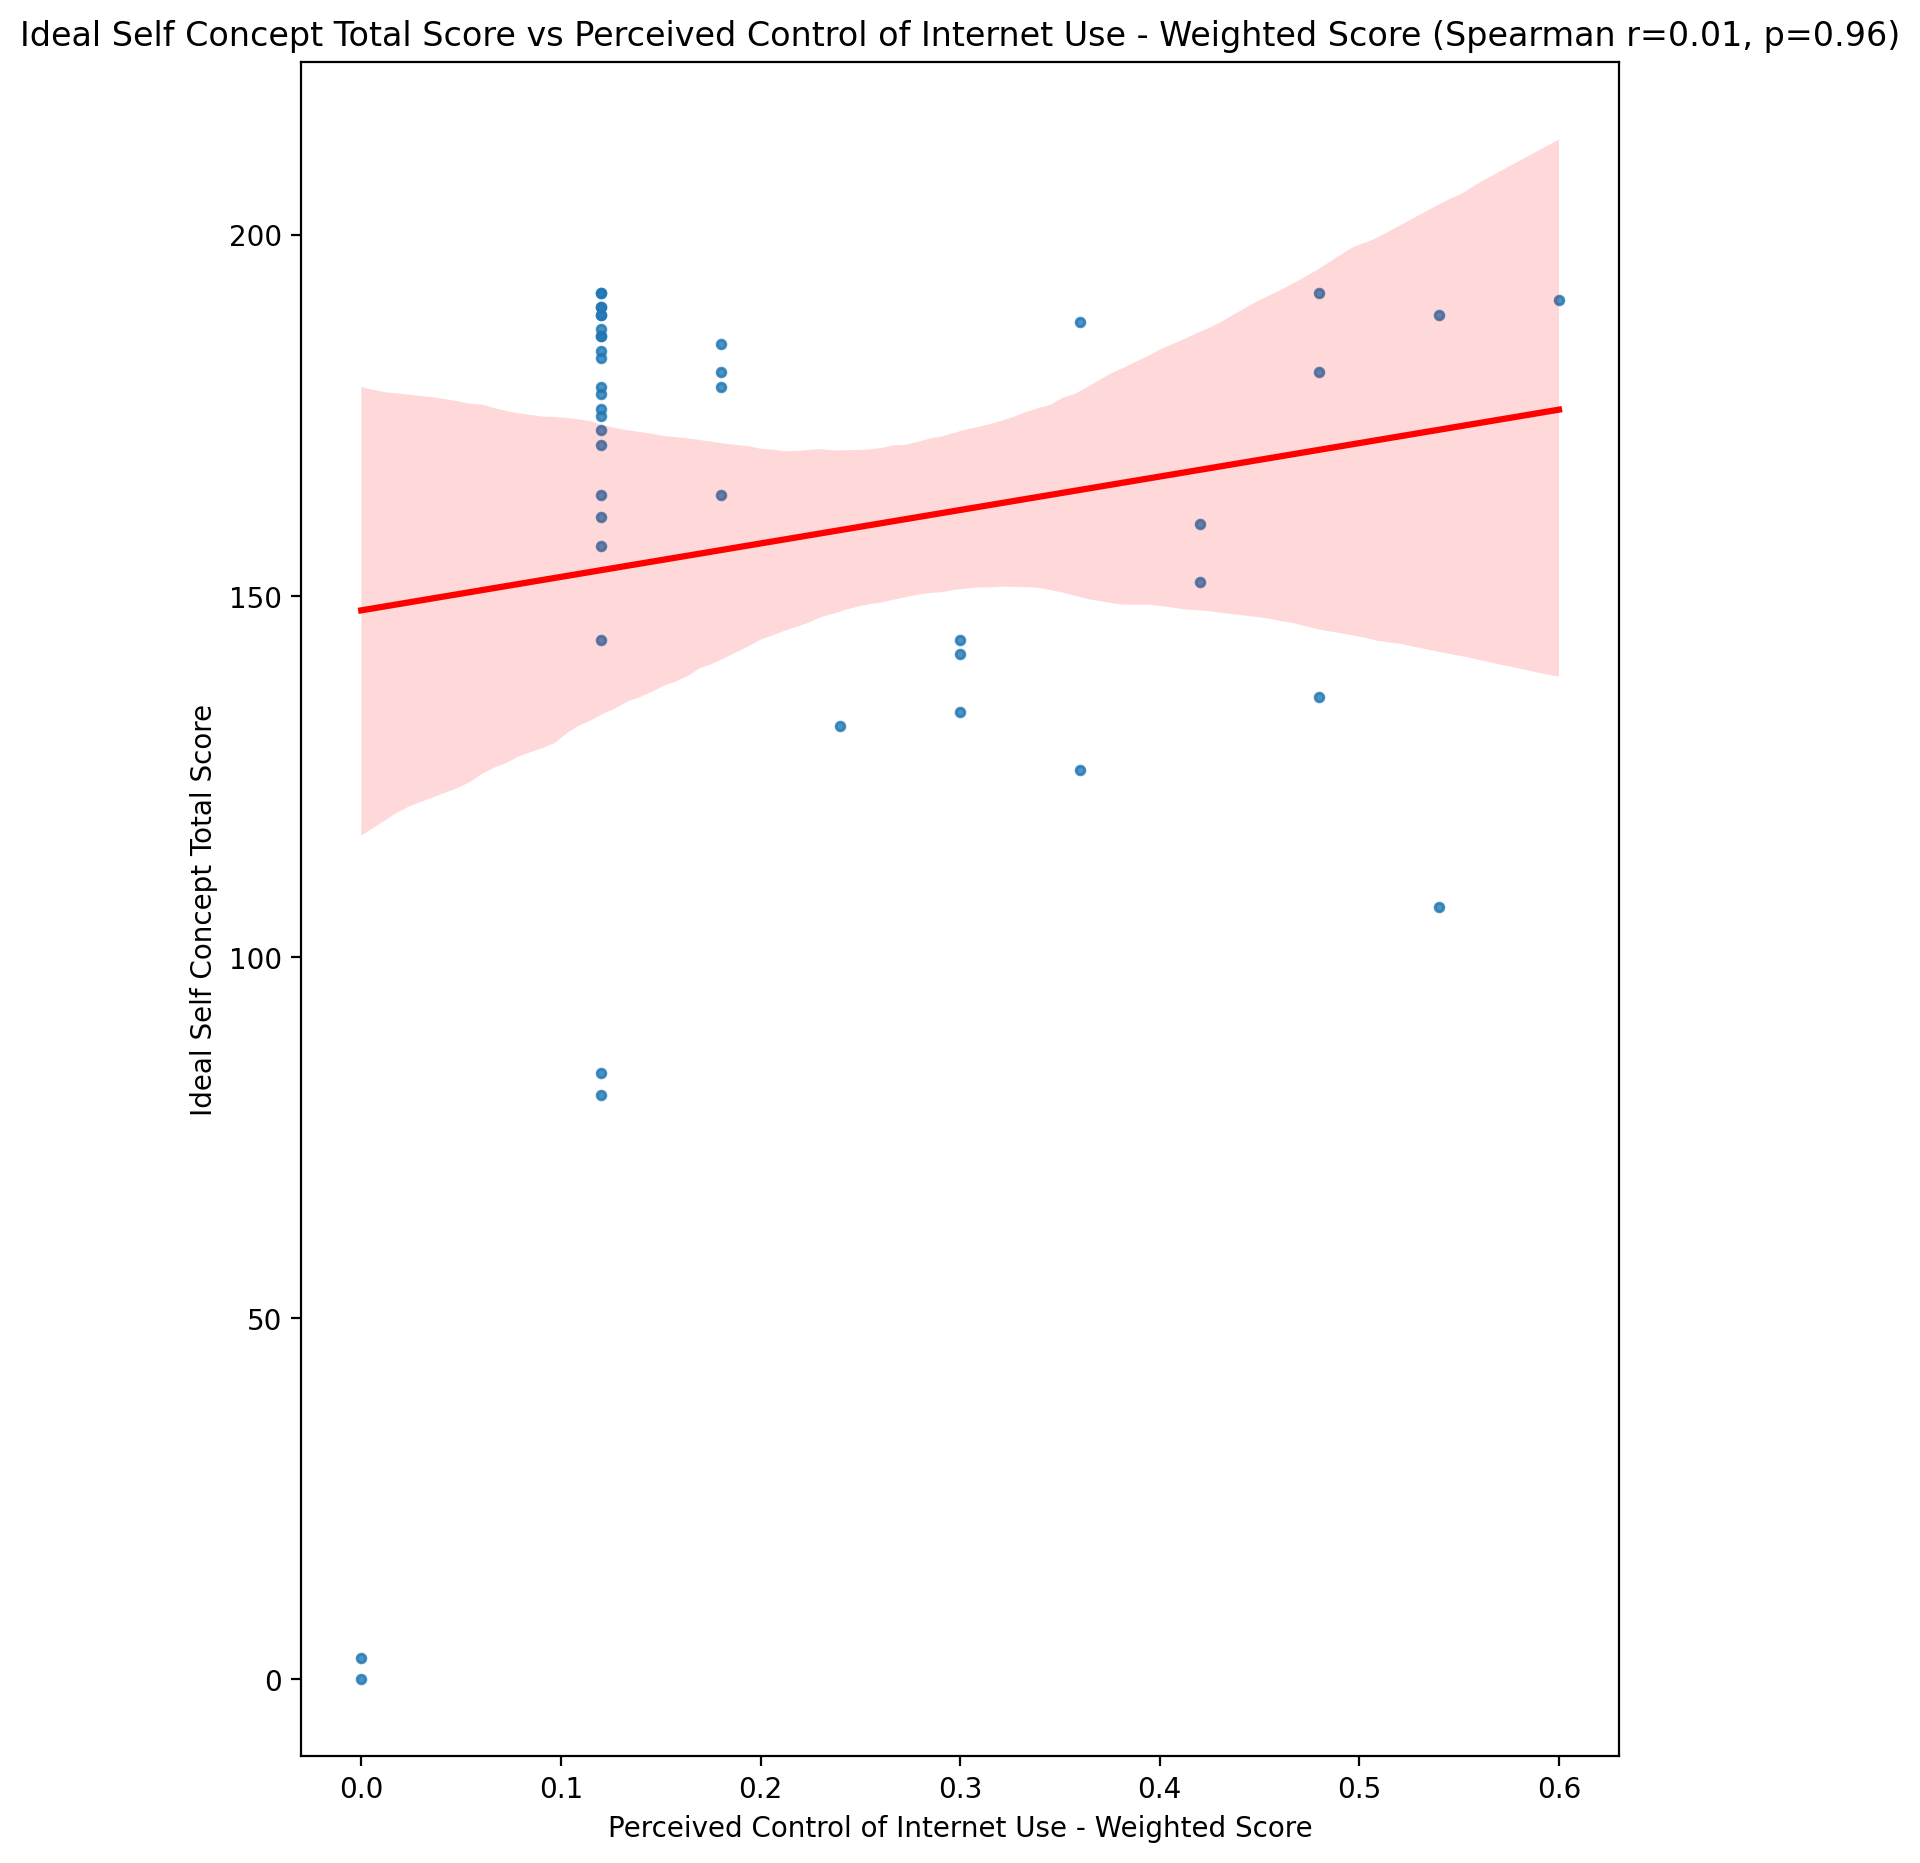 Ideal Self Concept Total Score vs Perceived Control of Internet Use - Weighted Score (Spearman r=0.01, p=0.96)
200
150
100
50
0
Ideal Self Concept Total Score
0.0 0.1 0.2 0.3 0.4 0.5 0.6
Perceived Control of Internet Use - Weighted Score